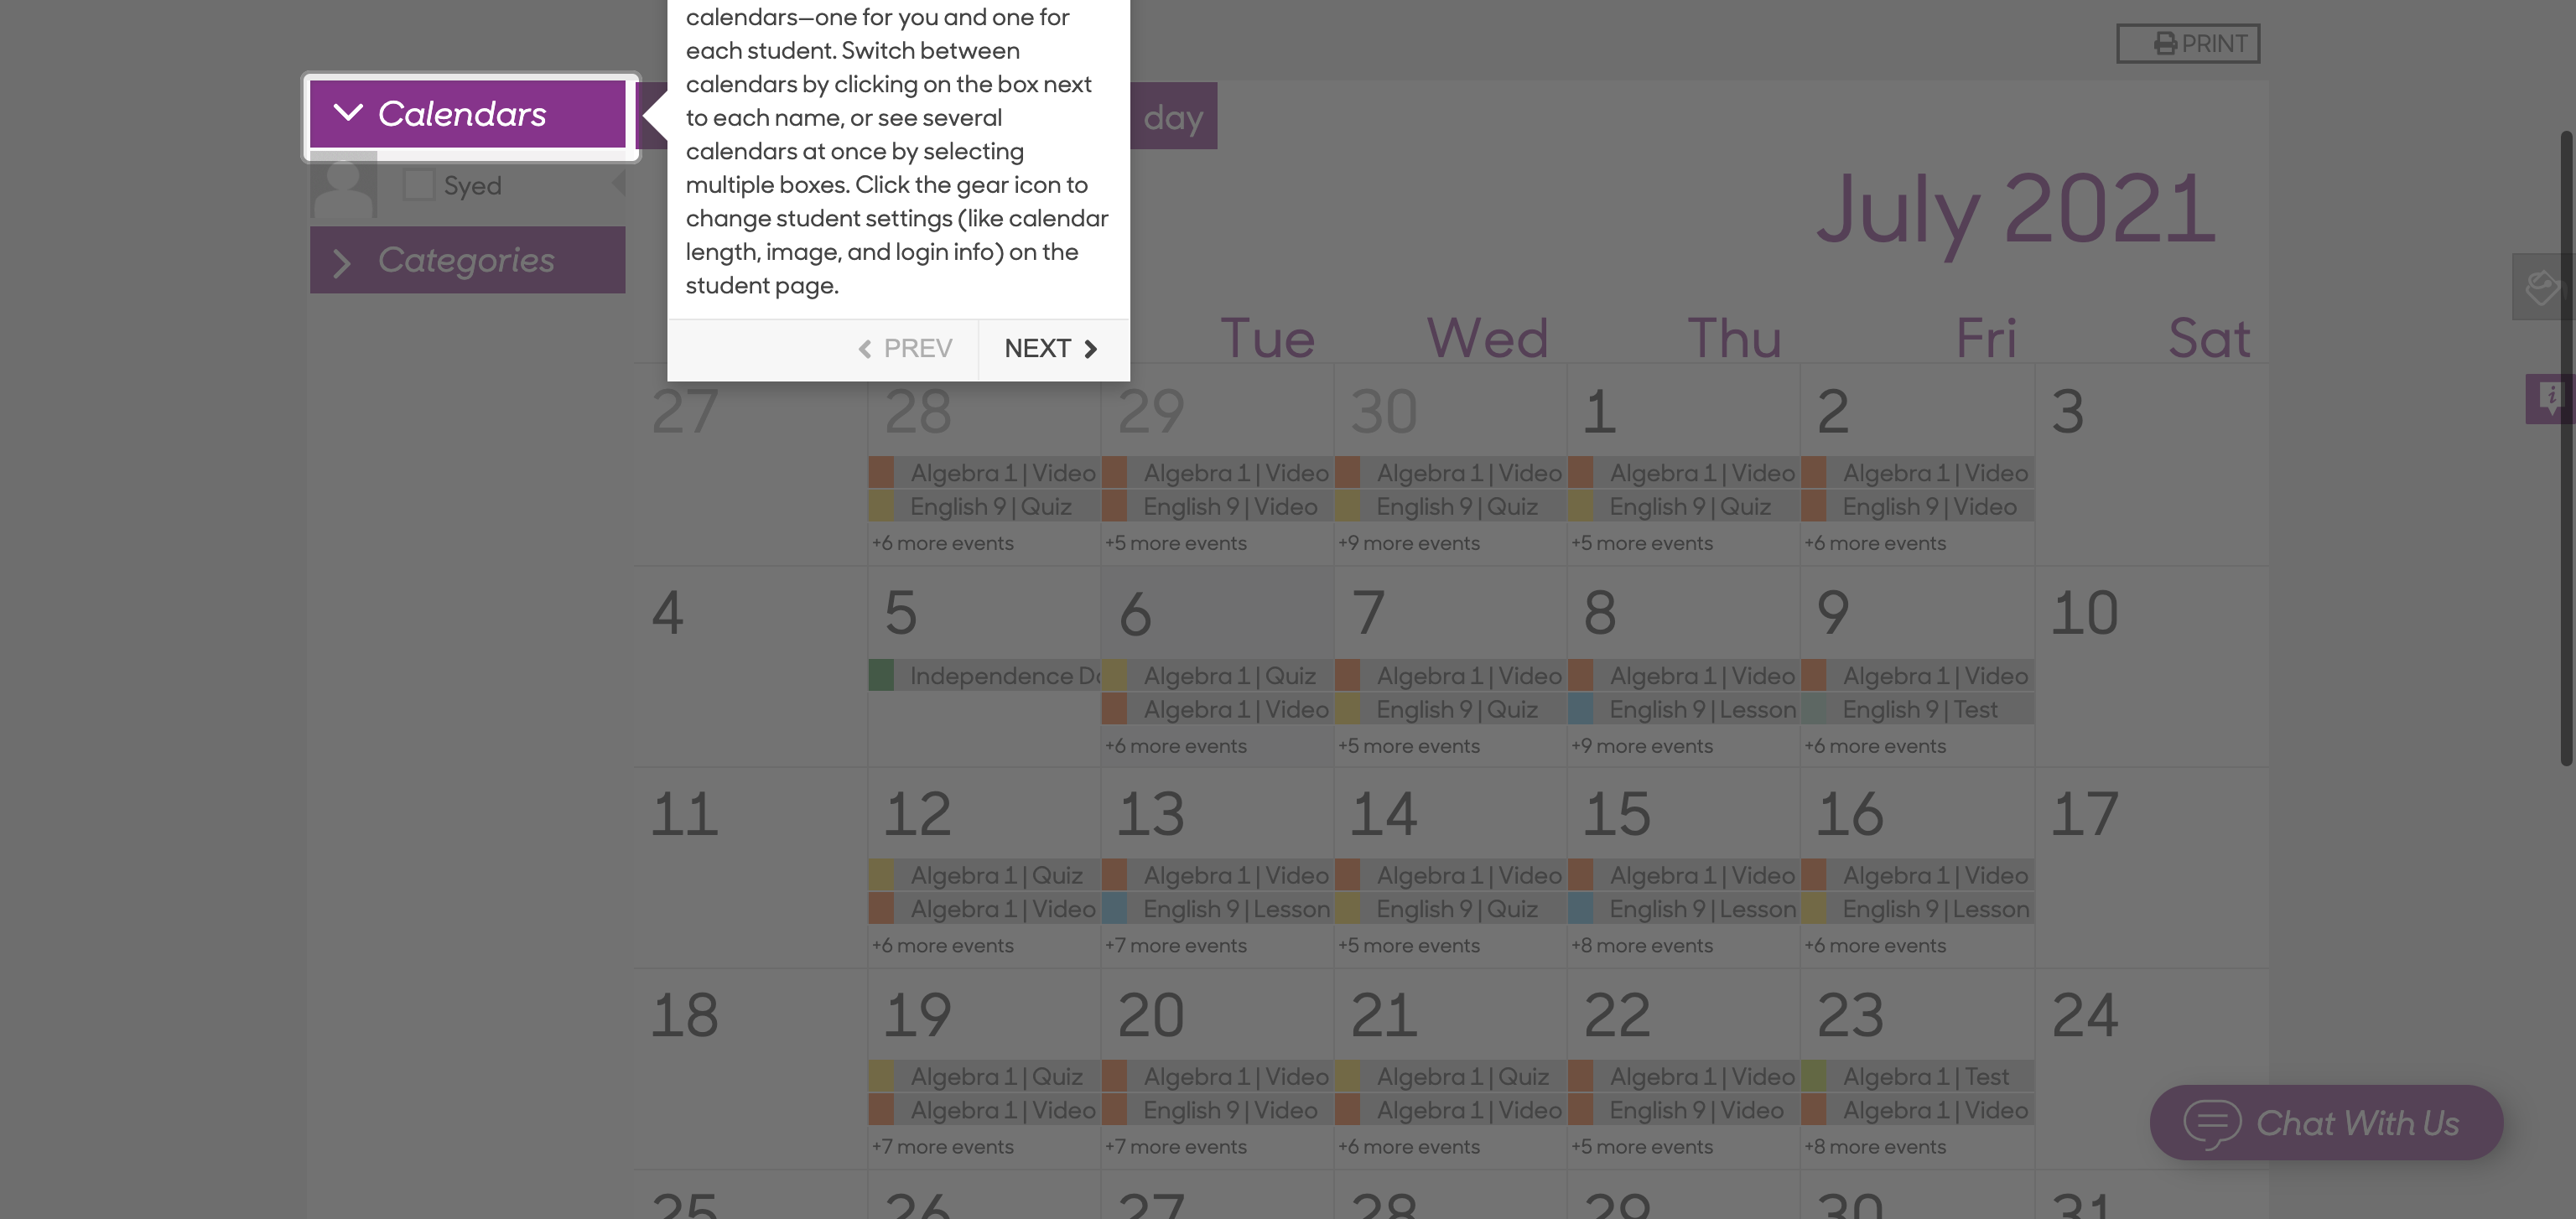 calendars—one for you and one for
each student. Switch between
calendars by clicking on the box next
to each name, or see several
calendars at once by selecting
multiple boxes. Click the gear icon to
change student settings (like calendar
length, image, and login info) on the
student page.
PREV NEXT
PRINT
Calendars
Syed
Categories
day
July 2021
Tue Wed Thu Fri Sat
27 28 29 30 1 2 3
Algebra 1 | Video Algebra 1 | Video Algebra 1 | Video Algebra 1 | Video Algebra 1 | Video
English 9 | Quiz English 9 | Video English 9 | Quiz English 9 | Quiz English 9 | Video
+6 more events +5 more events +9 more events +5 more events +6 more events
4 5 6 7 8 9 10
Independence Algebra 1 | Quiz Algebra 1 | Video Algebra 1 | Video Algebra 1 | Video
Algebra 1 | Video English 9 | Quiz English 9 | Lesson English 9 | Test
+6 more events +5 more events +9 more events +6 more events
11 12 13 14 15 16 17
Algebra 1 | Quiz Algebra 1 | Video Algebra 1 | Video Algebra 1 | Video Algebra 1 | Video
Algebra 1 | Video English 9 | Lesson English 9 | Quiz English 9 | Lesson English 9 | Lesson
+6 more events +7 more events +5 more events +8 more events +6 more events
18 19 20 21 22 23 24
Algebra 1 | Quiz Algebra 1 | Video Algebra 1 | Quiz Algebra 1 | Video Algebra 1 | Test
Algebra 1 | Video English 9 | Video Algebra 1 | Video English 9 | Video Algebra 1 | Video
+7 more events +7 more events +6 more events +5 more events +8 more events
25 26 27 28 29 30 31
Chat With Us